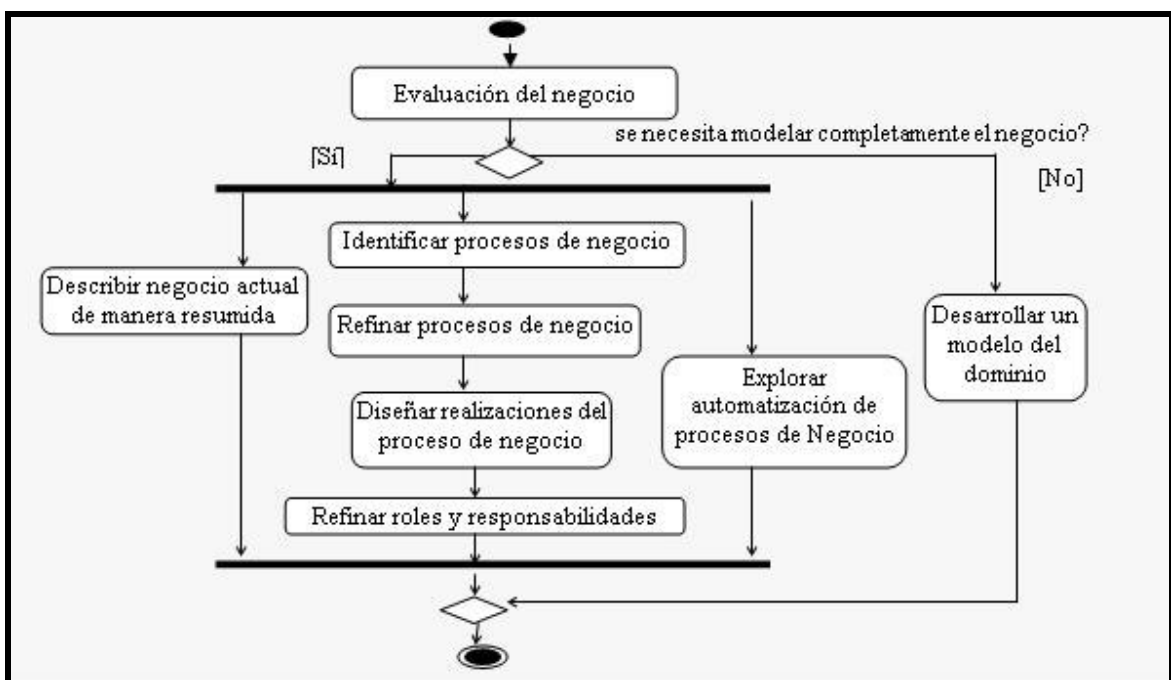 Evaluación del negocio
se necesita modelar completamente el negocio?
[Sí]
[No]
Identificar procesos de negocio
Describir negocio actual
de manera resumida
Refinar procesos de negocio
Desarrollar un
modelo del
dominio
Explorar
automatización de
procesos de Negocio
Diseñar realizaciones del
proceso de negocio
Refinar roles y responsabilidades